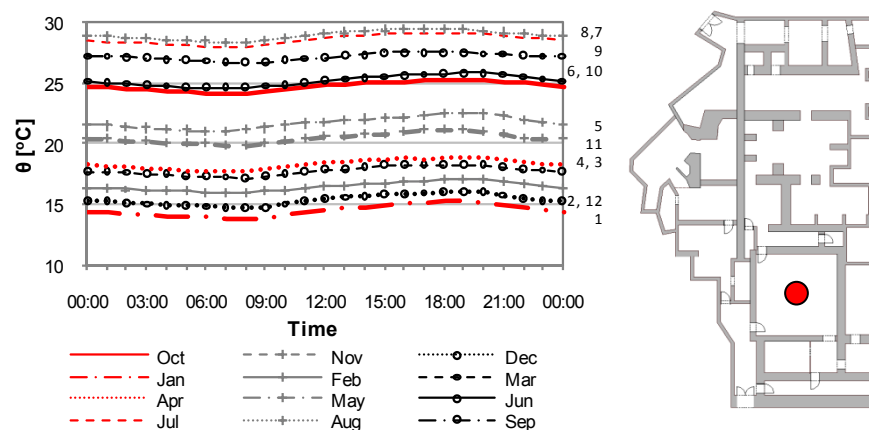 30
25
20
15
10
θ [°C]
8,7
9
6, 10
5
11
4, 3
2, 12
1
00:00 03:00 06:00 09:00 12:00 15:00 18:00 21:00 00:00
Time
Oct Nov Dec
Jan Feb Mar
Apr May Jun
Jul Aug Sep